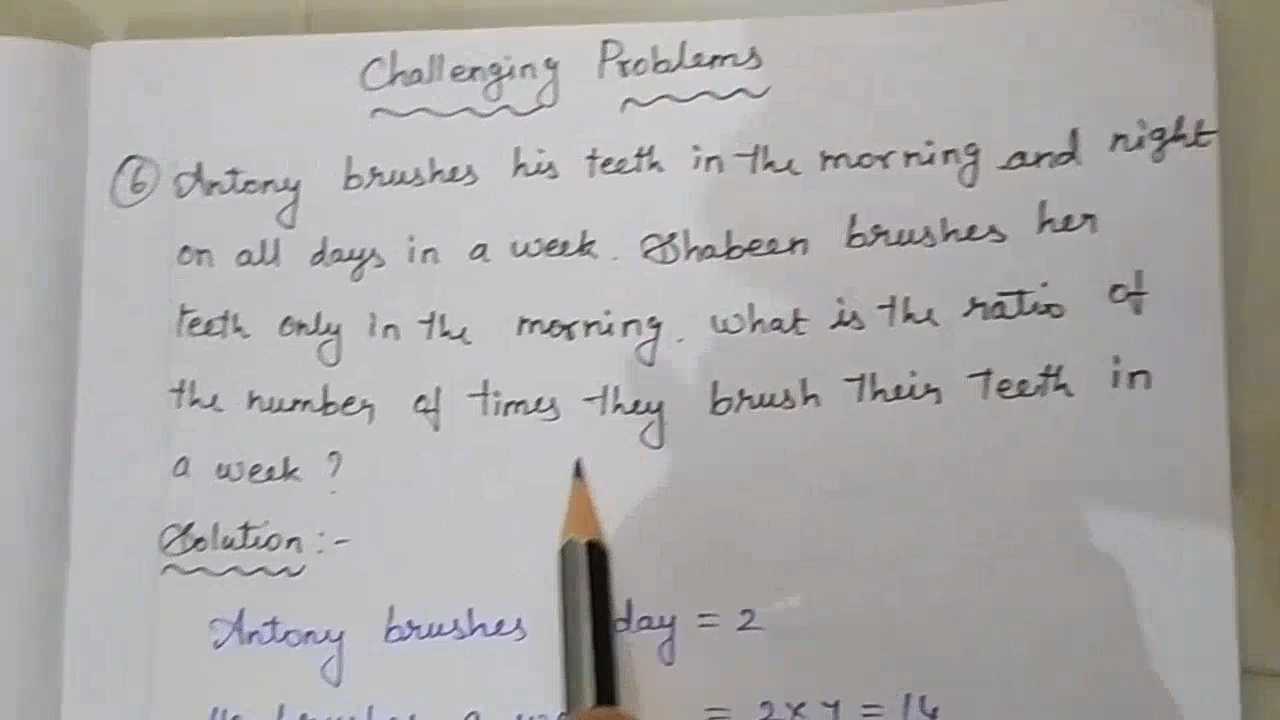 Challenging Problems
6 Antony brushes his teeth in the morning and night
on all days in a week. Shabeen brushes her
teeth only in the morning. What is the ratio of
the number of times they brush their teeth in
a week?
Solution:-
Antony brushes day = 2
brushes a = 2x7 = 14